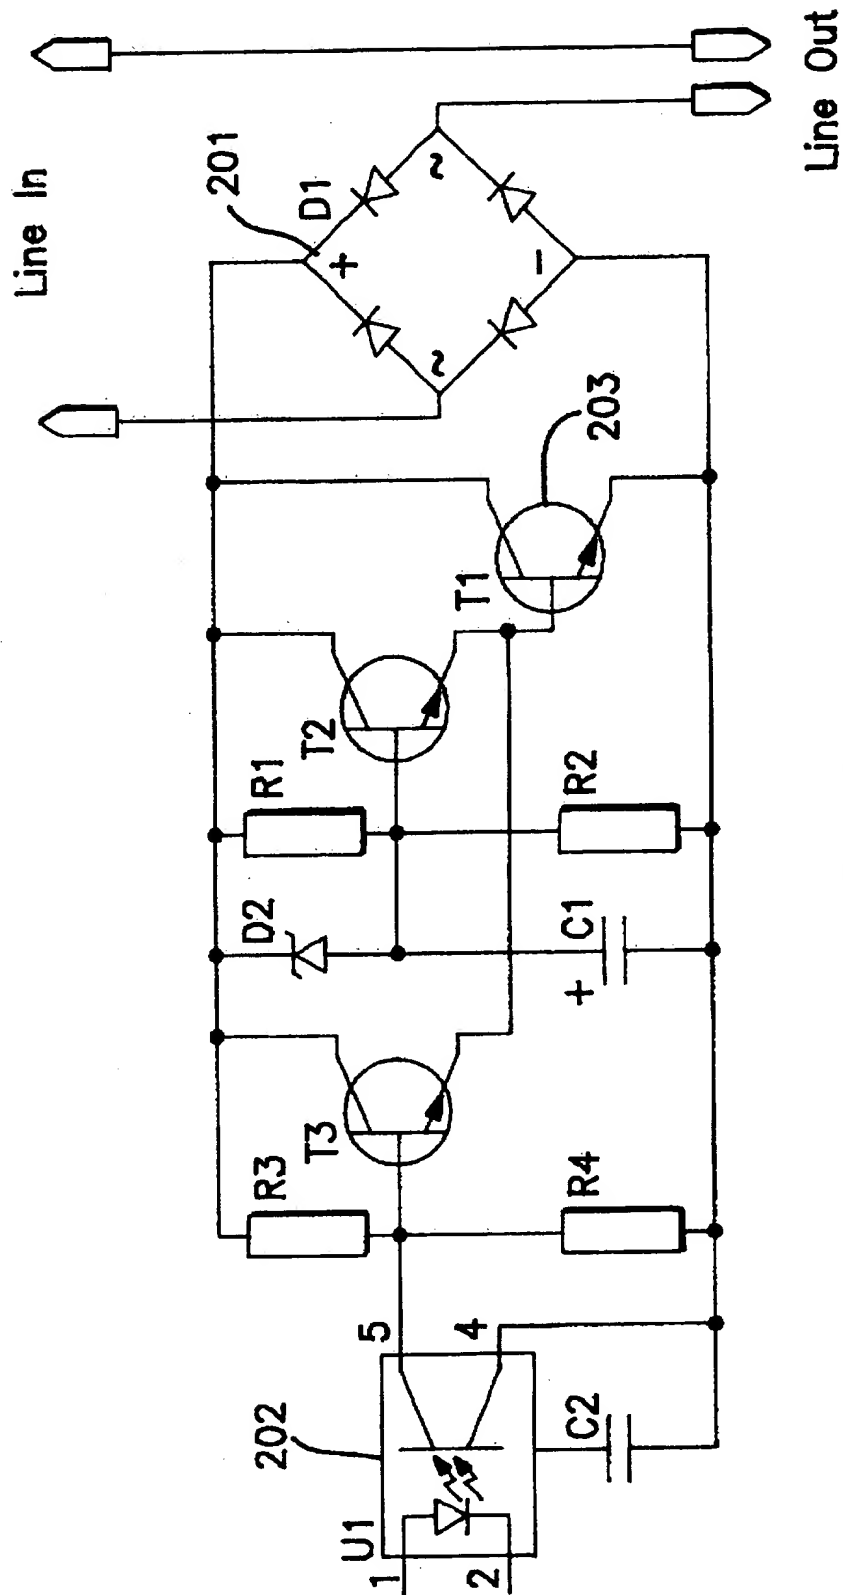 Line In
Line Out
201
D1
+
~
~
−
203
T1
T2
R1
R2
D2
C1
+
T3
R3
R4
5
4
202
U1
1
2
C2